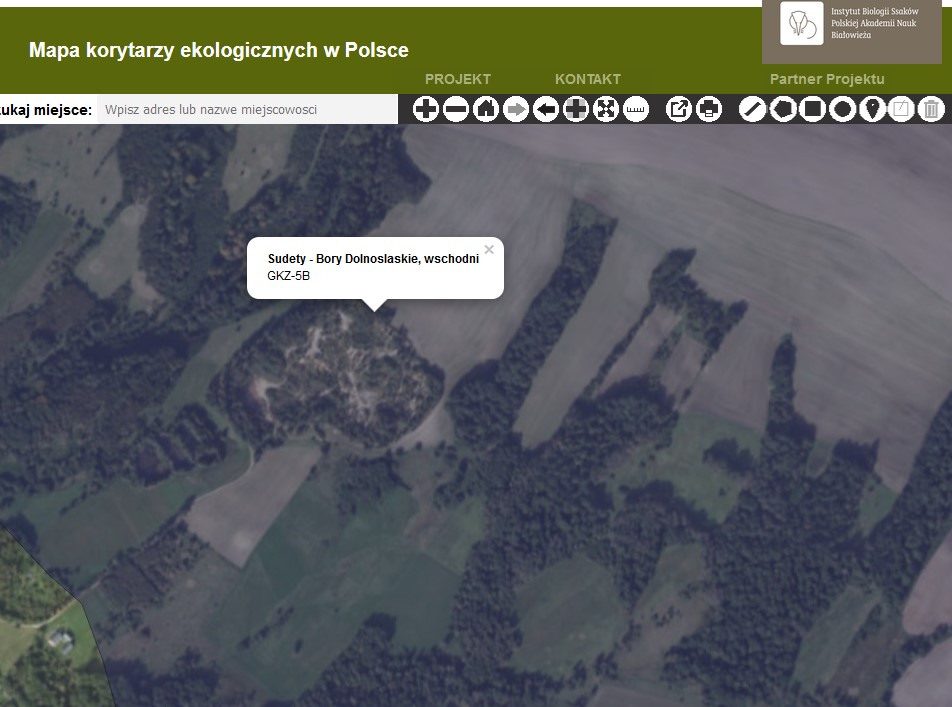 Instytut Biologii Ssaków
Polskiej Akademii Nauk
Białowieża
Mapa korytarzy ekologicznych w Polsce
PROJEKT
KONTAKT
Partner Projektu
ukaj miejsce:
Wpisz adres lub nazwe miejscowosci
Sudety - Bory Dolnoslaskie, wschodni
GKZ-5B